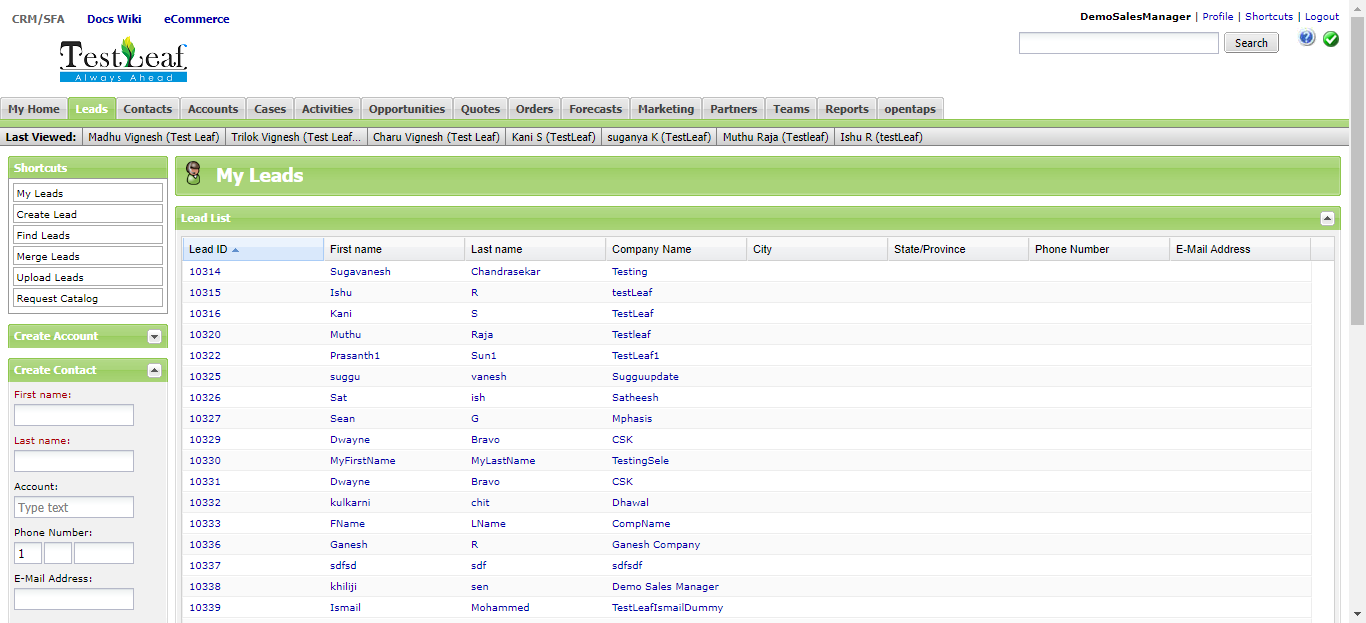 CRM/SFA Docs Wiki eCommerce
DemoSalesManager | Profile | Shortcuts | Logout
TestLeaf
Always Ahead
Search
My Home Leads Contacts Accounts Cases Activities Opportunities Quotes Orders Forecasts Marketing Partners Teams Reports opentaps
Last Viewed: Madhu Vignesh (Test Leaf) Trilok Vignesh (Test Leaf... Charu Vignesh (Test Leaf) Kani S (TestLeaf) suganya K (TestLeaf) Muthu Raja (Testleaf) Ishu R (testLeaf)
Shortcuts
My Leads
Create Lead
Find Leads
Merge Leads
Upload Leads
Request Catalog
Create Account
Create Contact
First name:
Last name:
Account:
Type text
Phone Number:
1
E-Mail Address:
My Leads
Lead List
Lead ID First name Last name Company Name City State/Province Phone Number E-Mail Address
10314 Sugavanesh Chandrasekar Testing
10315 Ishu R testLeaf
10316 Kani S TestLeaf
10320 Muthu Raja Testleaf
10322 Prasanth1 Sun1 TestLeaf1
10325 suggu vanesh Sugguupdate
10326 Sat ish Satheesh
10327 Sean G Mphasis
10329 Dwayne Bravo CSK
10330 MyFirstName MyLastName TestingSele
10331 Dwayne Bravo CSK
10332 kulkarni chit Dhawal
10333 FName LName CompName
10336 Ganesh R Ganesh Company
10337 sdfsd sdf sdfsdf
10338 khiliji sen Demo Sales Manager
10339 Ismail Mohammed TestLeafIsmailDummy